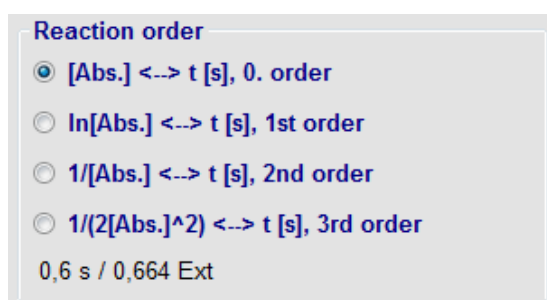 Reaction order
[Abs.] <--> t [s], 0. order
ln[Abs.] <--> t [s], 1st order
1/[Abs.] <--> t [s], 2nd order
1/(2[Abs.]^2) <--> t [s], 3rd order
0,6 s / 0,664 Ext